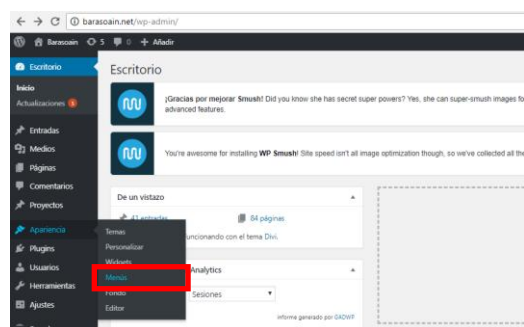 barasoain.net/wp-admin/
Barasoain 5 0 + Añadir
Escritorio
Inicio
Actualizaciones
Entradas
Medios
Páginas
Comentarios
Proyectos
Apariencia
Plugins
Usuarios
Herramientas
Ajustes
Temas
Personalizar
Widgets
Menús
Fondo
Editor
Escritorio
¡Gracias por mejorar Smush! Did you know she has secret super powers? Yes, she can super-smush images fo
advanced features.
You're awesome for installing WP Smush! Site speed isn't all image optimization though, so we've collected all the
De un vistazo
41 entradas 84 páginas
uncionando con el tema Divi.
Analytics
Sesiones
informe generado por GADWP